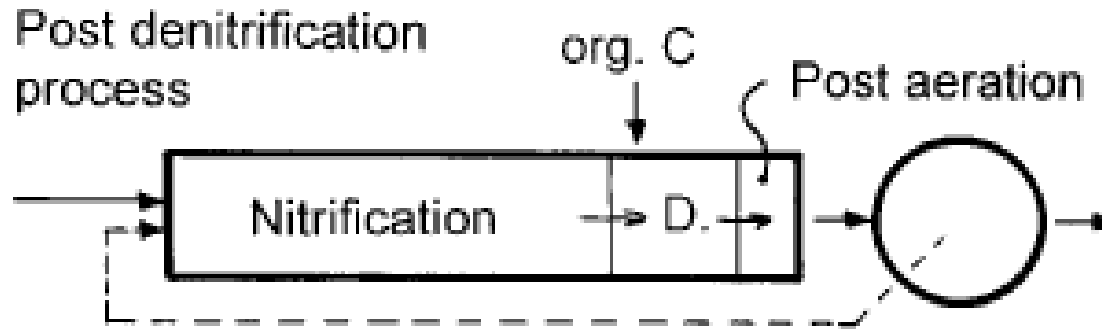 Post denitrification
process
org. C
Post aeration
Nitrification
D.